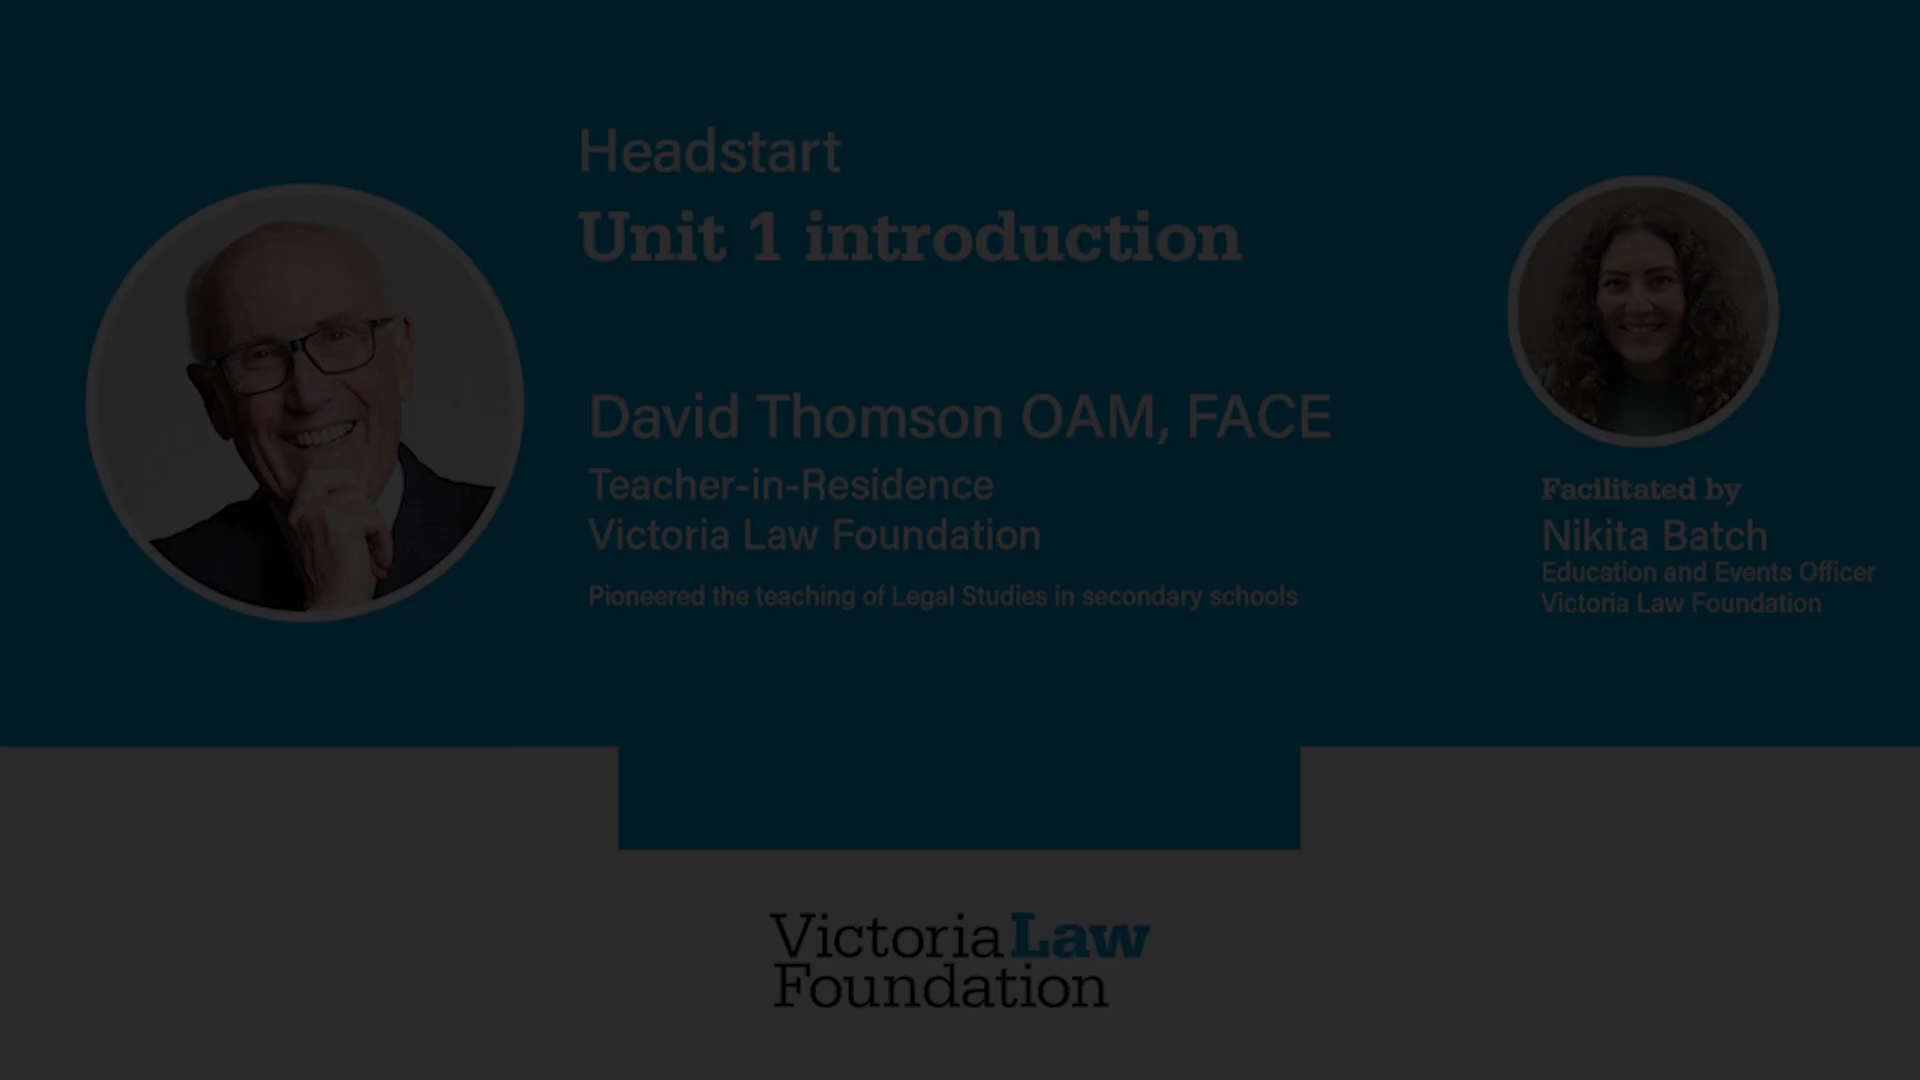 Headstart
Unit 1 introduction
David Thomson OAM, FACE
Teacher-in-Residence
Victoria Law Foundation
Pioneered the teaching of Legal Studies in secondary schools
Facilitated by
Nikita Batch
Education and Events Officer
Victoria Law Foundation
Victoria Law
Foundation